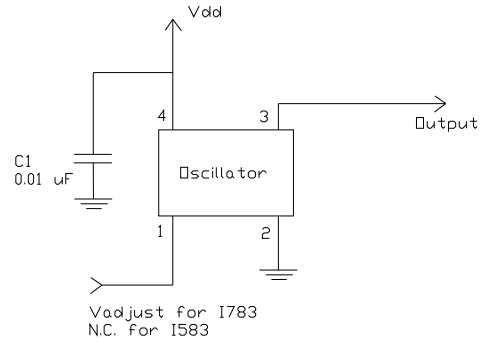 Vdd
4
3
Output
C1
0.01 uF
Oscillator
1
2
Vadjust for I783
N.C. for I583